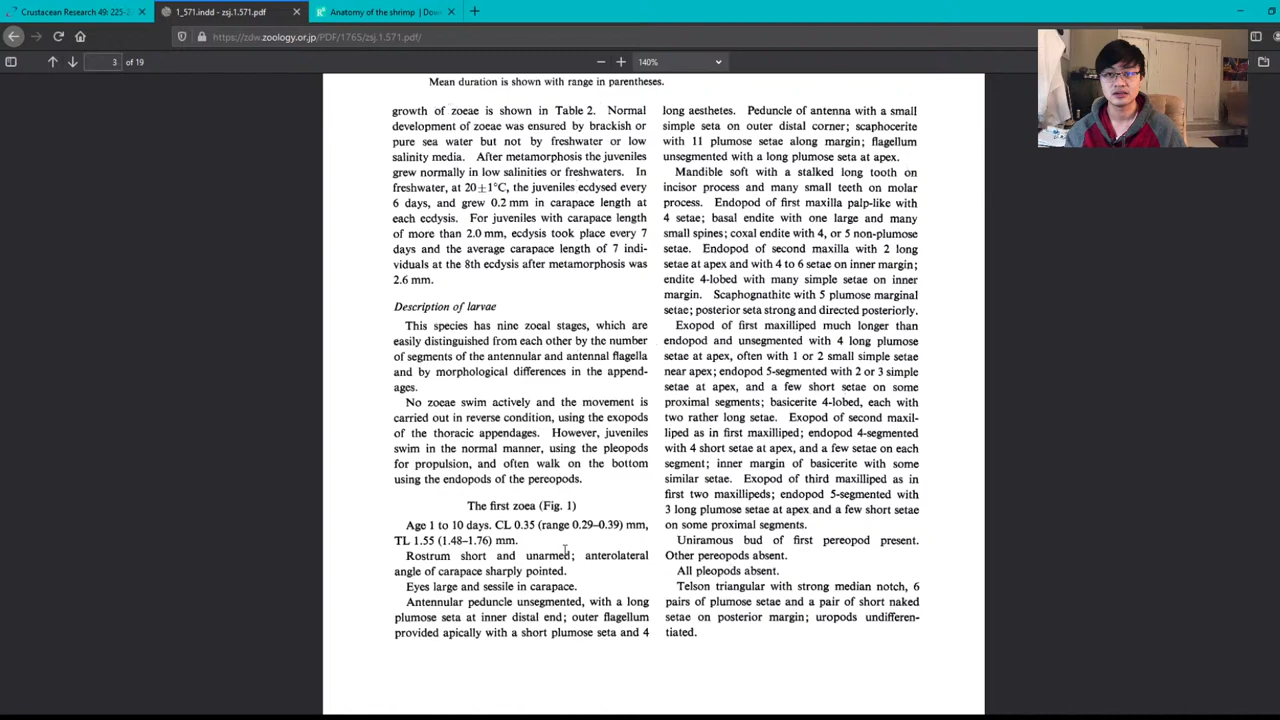 Crustacean Research 49: 225-2
1_571.indd - zsj.1.571.pdf
Anatomy of the shrimp | Dow
https://zdw.zoology.or.jp/PDF/1765/zsj.1.571.pdf/
3 of 19
140%
Mean duration is shown with range in parentheses.
growth of zoeae is shown in Table 2. Normal
development of zoeae was ensured by brackish or
pure sea water but not by freshwater or low
salinity media. After metamorphosis the juveniles
grew normally in low salinities or freshwaters. In
freshwater, at 20±1°C, the juveniles ecdysed every
6 days, and grew 0.2 mm in carapace length at
each ecdysis. For juveniles with carapace length
of more than 2.0 mm, ecdysis took place every 7
days and the average carapace length of 7 indi-
viduals at the 8th ecdysis after metamorphosis was
2.6 mm.
Description of larvae
This species has nine zoeal stages, which are
easily distinguished from each other by the number
of segments of the antennular and antennal flagella
and by morphological differences in the append-
ages.
No zoeae swim actively and the movement is
carried out in reverse condition, using the exopods
of the thoracic appendages. However, juveniles
swim in the normal manner, using the pleopods
for propulsion, and often walk on the bottom
using the endopods of the pereopods.
The first zoea (Fig. 1)
Age 1 to 10 days. CL 0.35 (range 0.29–0.39) mm,
TL 1.55 (1.48–1.76) mm.
Rostrum short and unarmed; anterolateral
angle of carapace sharply pointed.
Eyes large and sessile in carapace.
Antennular peduncle unsegmented, with a long
plumose seta at inner distal end; outer flagellum
provided apically with a short plumose seta and 4
long aesthetes. Peduncle of antenna with a small
simple seta on outer distal corner; scaphocerite
with 11 plumose setae along margin; flagellum
unsegmented with a long plumose seta at apex.
Mandible soft with a stalked long tooth on
incisor process and many small teeth on molar
process. Endopod of first maxilla palp-like with
4 setae; basal endite with one large and many
small spines; coxal endite with 4, or 5 non-plumose
setae. Endopod of second maxilla with 2 long
setae at apex and with 4 to 6 setae on inner margin;
endite 4-lobed with many simple setae on inner
margin. Scaphognathite with 5 plumose marginal
setae; posterior seta strong and directed posteriorly.
Exopod of first maxilliped much longer than
endopod and unsegmented with 4 long plumose
setae at apex, often with 1 or 2 small simple setae
near apex; endopod 5-segmented with 2 or 3 simple
setae at apex, and a few short setae on some
proximal segments; basicerite 4-lobed, each with
two rather long setae. Exopod of second maxil-
liped as in first maxilliped; endopod 4-segmented
with 4 short setae at apex, and a few setae on each
segment; inner margin of basicerite with some
similar setae. Exopod of third maxilliped as in
first two maxillipeds; endopod 5-segmented with
3 long plumose setae at apex and a few short setae
on some proximal segments.
Uniramous bud of first pereopod present.
Other pereopods absent.
All pleopods absent.
Telson triangular with strong median notch, 6
pairs of plumose setae and a pair of short naked
setae on posterior margin; uropods undifferen-
tiated.